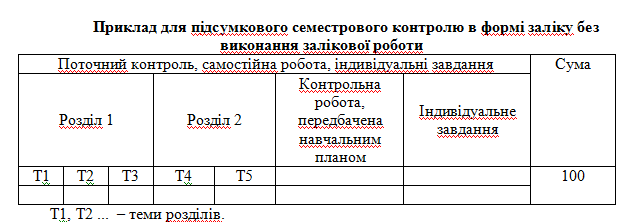 Приклад для підсумкового семестрового контролю в формі заліку без
виконання залікової роботи
Поточний контроль, самостійна робота, індивідуальні завдання
Сума
Розділ 1
Розділ 2
Контрольна
робота,
передбачена
навчальним
планом
Індивідуальне
завдання
Т1 Т2 Т3 Т4 Т5 100
Т1, Т2 ... – теми розділів.